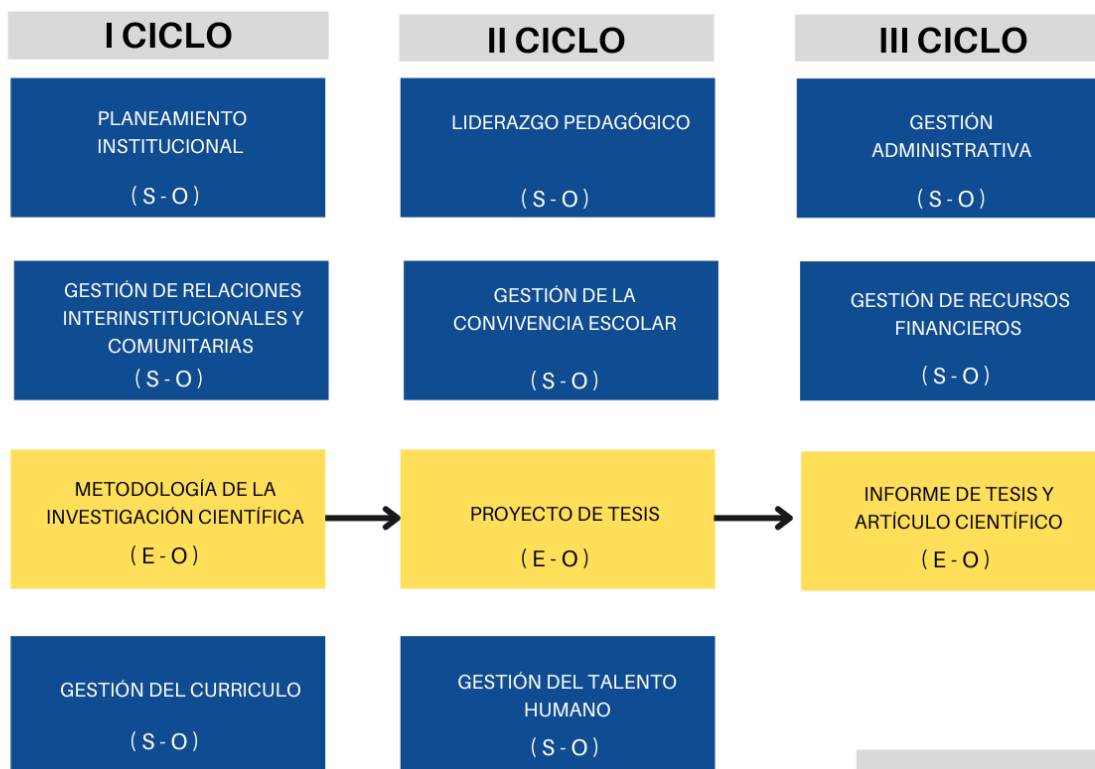 I CICLO
II CICLO
III CICLO
PLANEAMIENTO
INSTITUCIONAL
( S - O )
LIDERAZGO PEDAGÓGICO
( S - O )
GESTIÓN
ADMINISTRATIVA
( S - O )
GESTIÓN DE RELACIONES
INTERINSTITUCIONALES Y
COMUNITARIAS
( S - O )
GESTIÓN DE LA
CONVIVENCIA ESCOLAR
( S - O )
GESTIÓN DE RECURSOS
FINANCIEROS
( S - O )
METODOLOGÍA DE LA
INVESTIGACIÓN CIENTÍFICA
( E - O )
PROYECTO DE TESIS
( E - O )
INFORME DE TESIS Y
ARTÍCULO CIENTÍFICO
( E - O )
GESTIÓN DEL CURRICULO
( S - O )
GESTIÓN DEL TALENTO
HUMANO
( S - O )